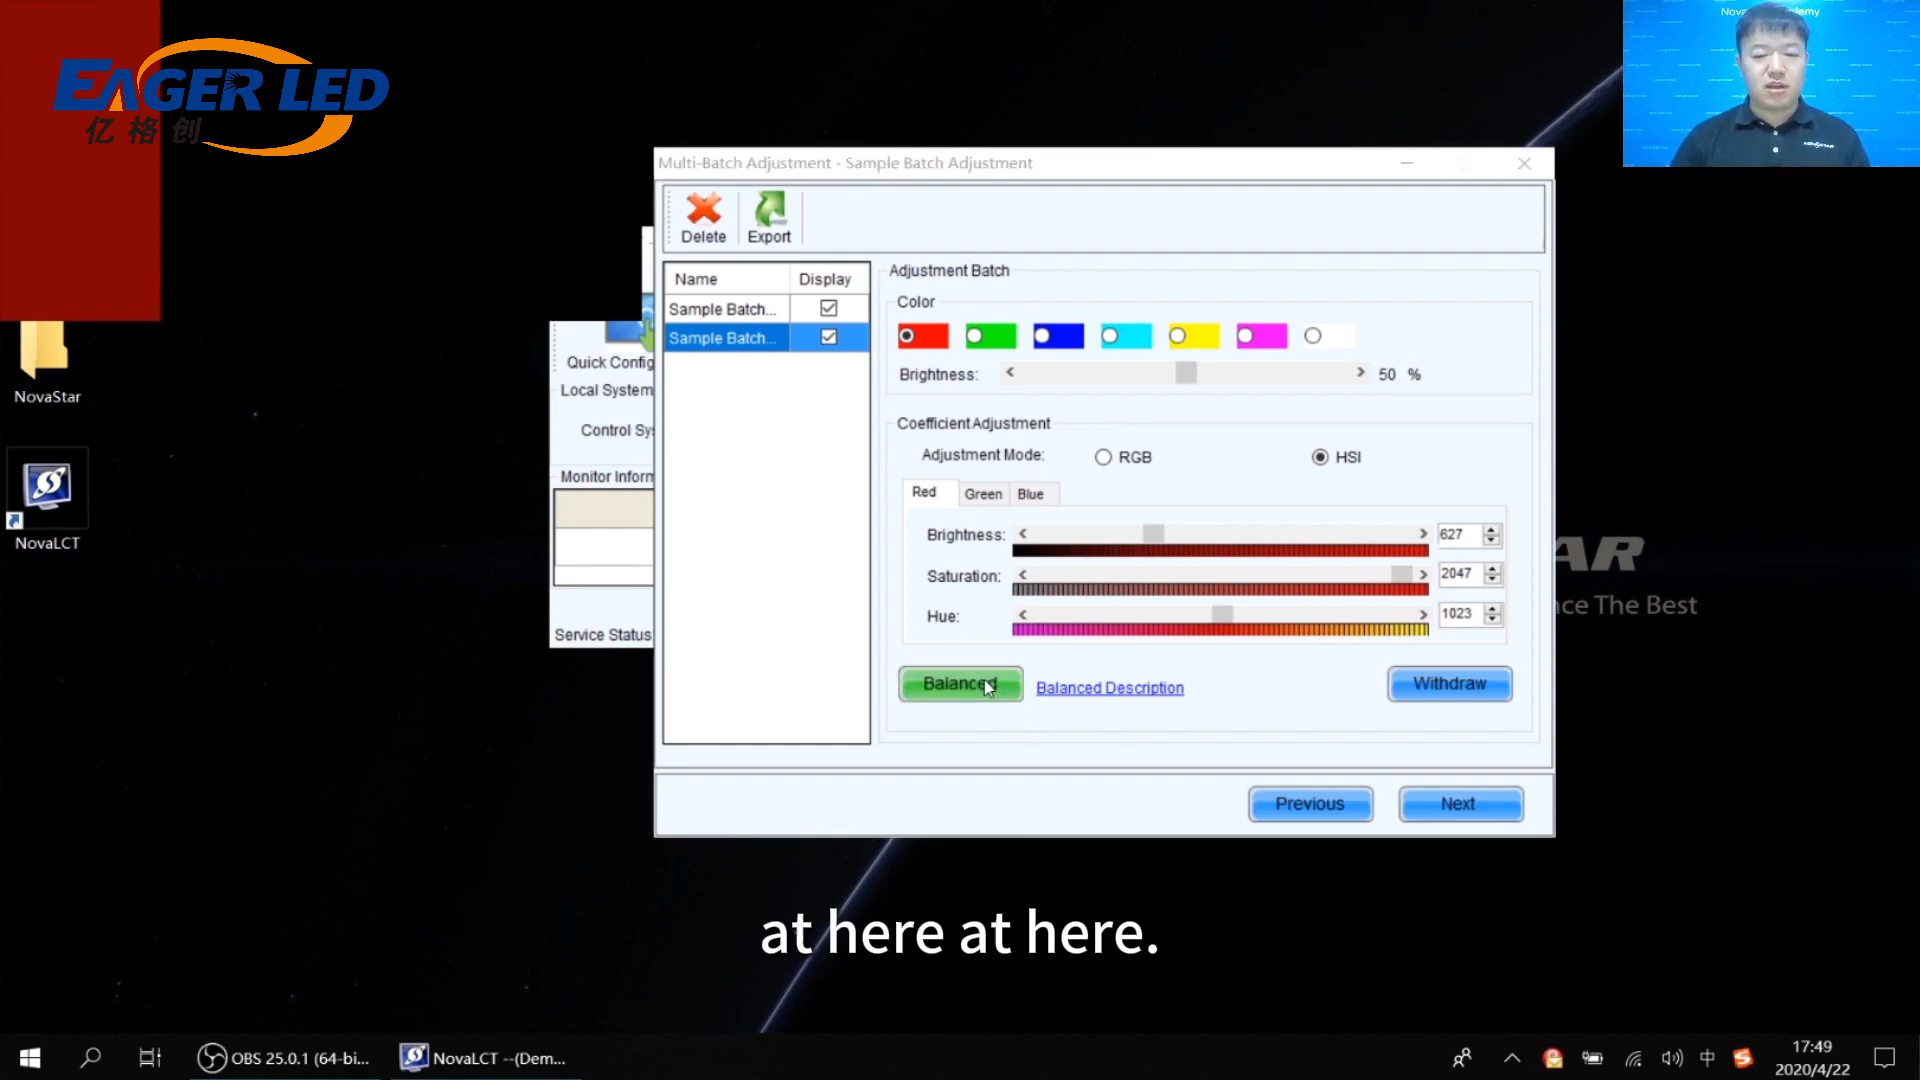 EAGER LED
亿格创
NovaStar
NovaLCT
Quick Config
Local System
Control Sy
Monitor Inform
Service Status
Multi-Batch Adjustment - Sample Batch Adjustment
Delete
Export
Name
Display
Sample Batch...
Sample Batch...
Adjustment Batch
Color
Brightness:
50 %
Coefficient Adjustment
Adjustment Mode:
RGB
HSI
Red
Green
Blue
Brightness:
627
Saturation:
2047
Hue:
1023
Balanced
Balanced Description
Withdraw
Previous
Next
AR
ce The Best
at here at here.
OBS 25.0.1 (64-bi...
NovaLCT --(Dem...
中
17:49
2020/4/22